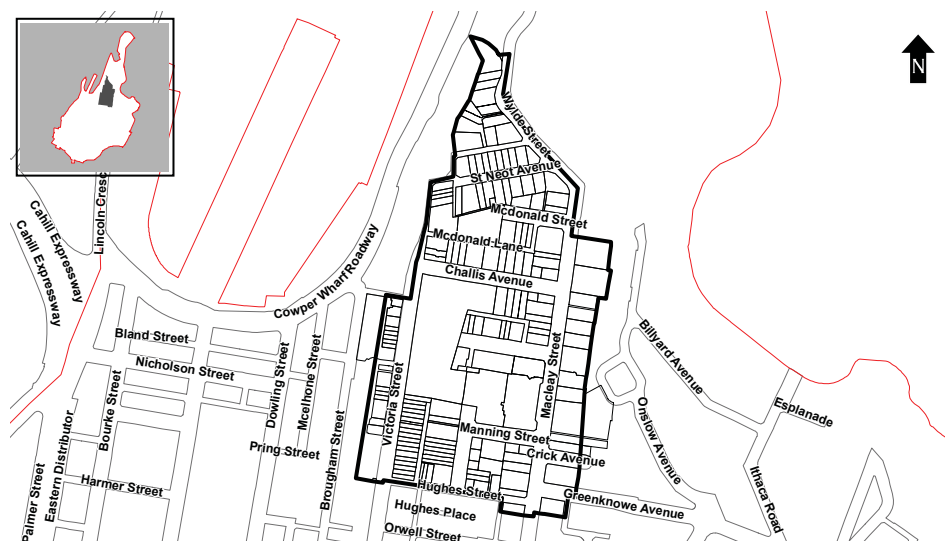 N
Wylde Street
St Neot Avenue
Lincoln Cresc
Mcdonald Street
Cahill Expressway
Cahill Expressway
Mcdonald Lane
Cowper Wharf Roadway
Challis Avenue
Bland Street
Billyard Avenue
Nicholson Street
Dowling Street
Mcelhone Street
Macleay Street
Bourke Street
Victoria Street
Onslow Avenue
Esplanade
Eastern Distributor
Manning Street
Brougham Street
Pring Street
Crick Avenue
Palmer Street
Harmer Street
Hughes Street
Greenknowe Avenue
Ithaca Road
Hughes Place
Orwell Street